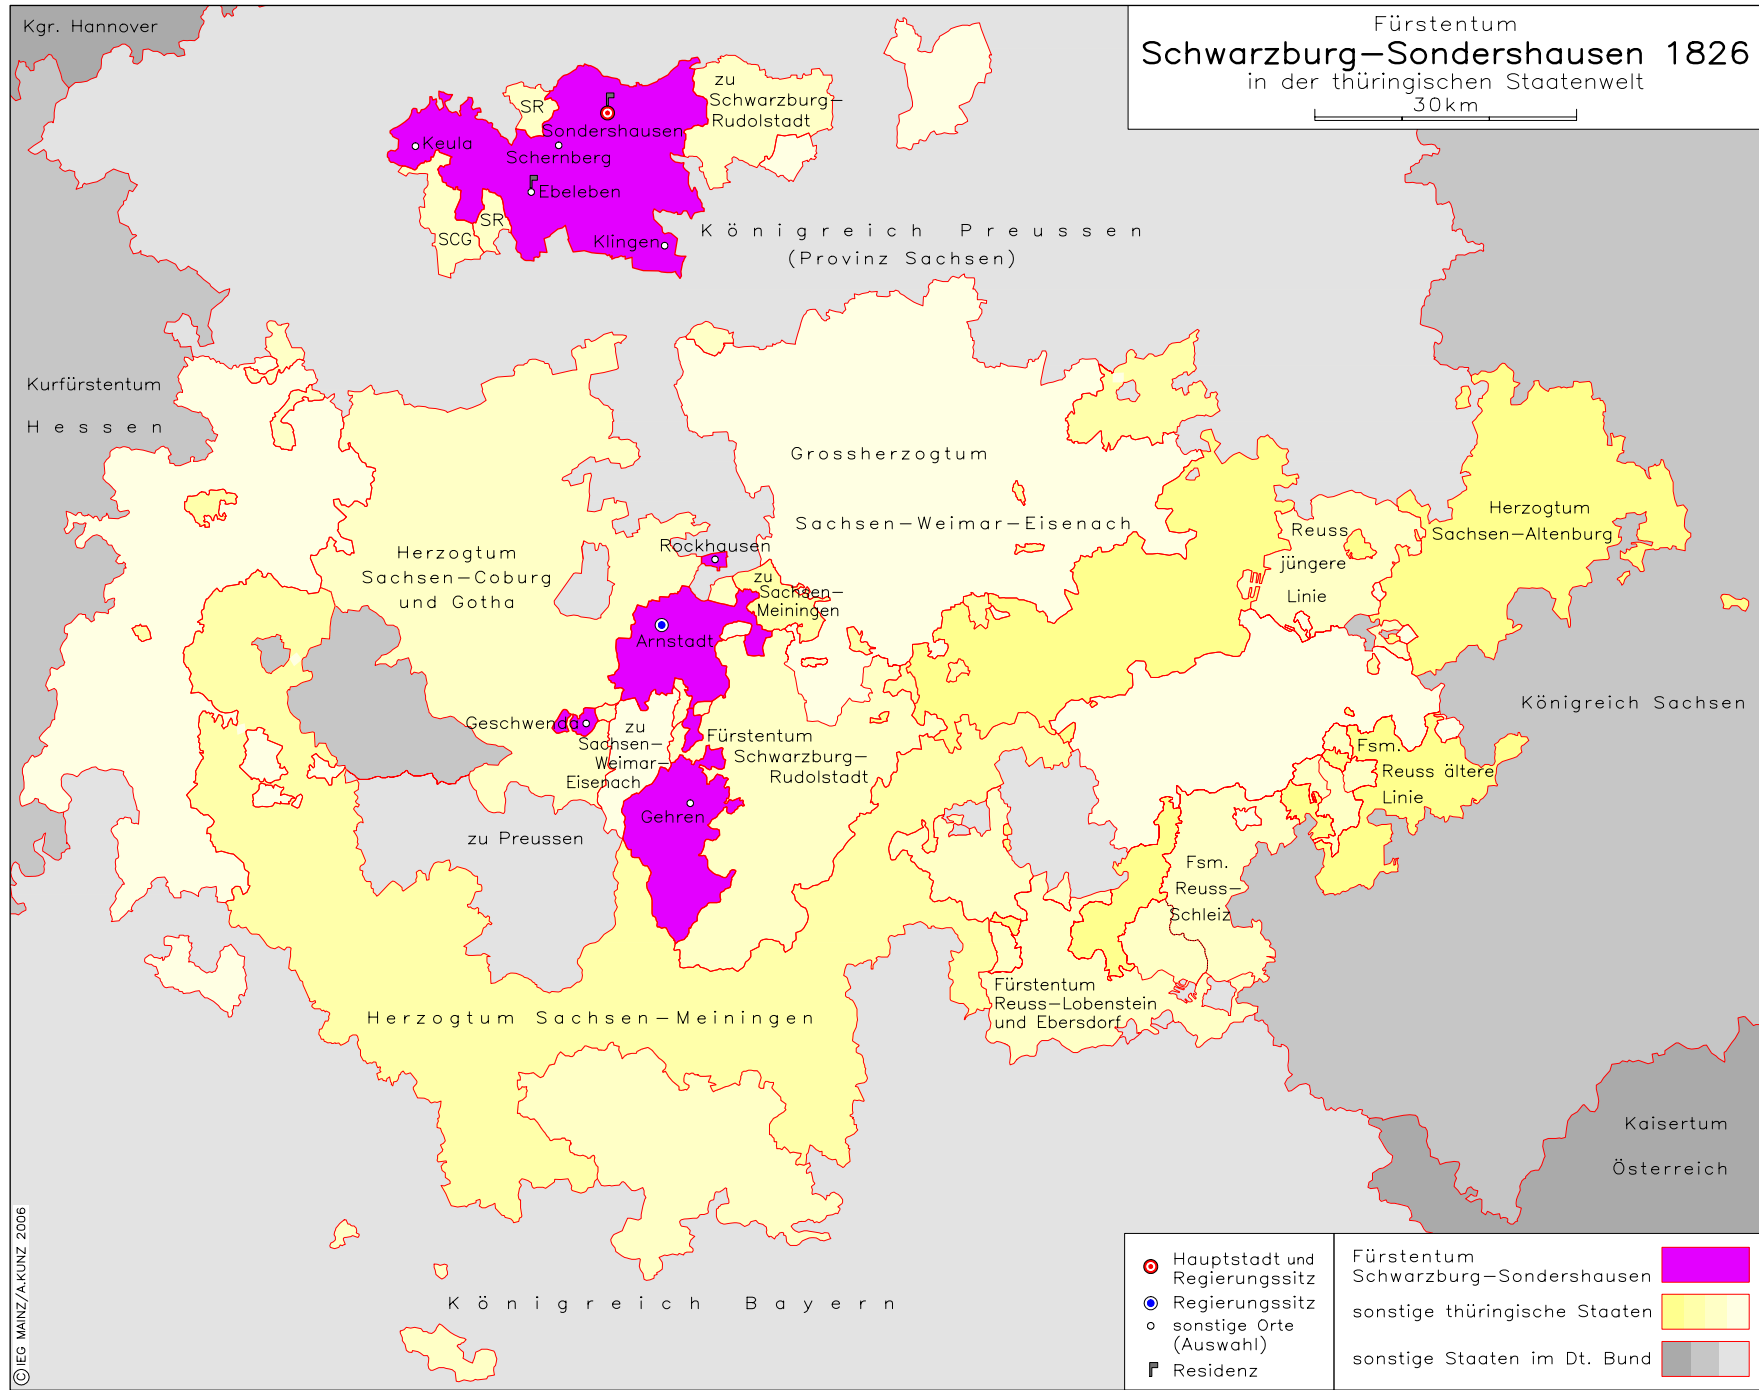 Kgr. Hannover
Fürstentum
Schwarzburg-Sondershausen 1826
in der thüringischen Staatenwelt
30km
SR
zu
Schwarzburg-
Rudolstadt
Sondershausen
Keula
Schernberg
Ebeleben
SR
SCG
Klingen
Königreich Preussen
(Provinz Sachsen)
Kurfürstentum
Hessen
Grossherzogtum
Sachsen-Weimar-Eisenach
Herzogtum
Sachsen-Altenburg
Reuss
jüngere
Linie
Rockhausen
Herzogtum
Sachsen-Coburg
und Gotha
zu
Sachsen-
Meiningen
Arnstadt
Königreich Sachsen
Geschwenda
zu
Sachsen-
Weimar-
Eisenach
Fürstentum
Schwarzburg-
Rudolstadt
Fsm.
Reuss ältere
Linie
Gehren
zu Preussen
Fsm.
Reuss-
Schleiz
Fürstentum
Reuss-Lobenstein
und Ebersdorf
Herzogtum Sachsen-Meiningen
Kaisertum
Österreich
Königreich Bayern
© IEG MAINZ/A.KUNZ 2006
Hauptstadt und
Regierungssitz
Regierungssitz
sonstige Orte
(Auswahl)
Residenz
Fürstentum
Schwarzburg-Sondershausen
sonstige thüringische Staaten
sonstige Staaten im Dt. Bund